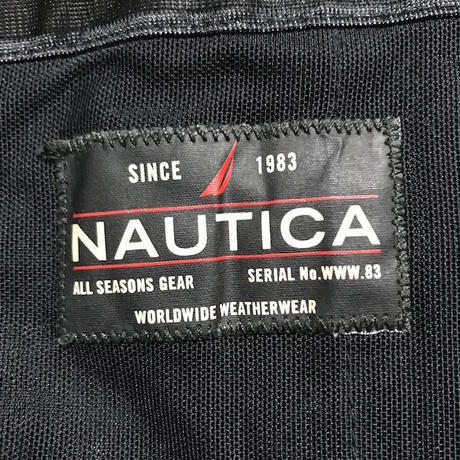 SINCE 1983
NAUTICA
ALL SEASONS GEAR SERIAL No.WWW.83
WORLDWIDE WEATHERWEAR